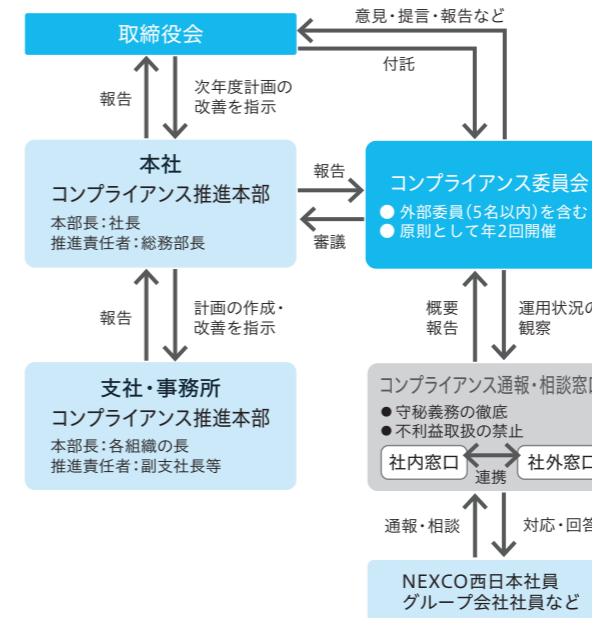 意見・提言・報告など
取締役会
付託
報告
次年度計画の
改善を指示
本社
コンプライアンス推進本部
本部長:社長
推進責任者:総務部長
報告
審議
コンプライアンス委員会
● 外部委員(5名以内)を含む
● 原則として年2回開催
報告
計画の作成・
改善を指示
概要
報告
運用状況の
観察
支社・事務所
コンプライアンス推進本部
本部長:各組織の長
推進責任者:副支社長等
コンプライアンス通報・相談窓口
● 守秘義務の徹底
● 不利益取扱の禁止
社内窓口
連携
社外窓口
通報・相談
対応・回答
NEXCO西日本社員
グループ会社社員など